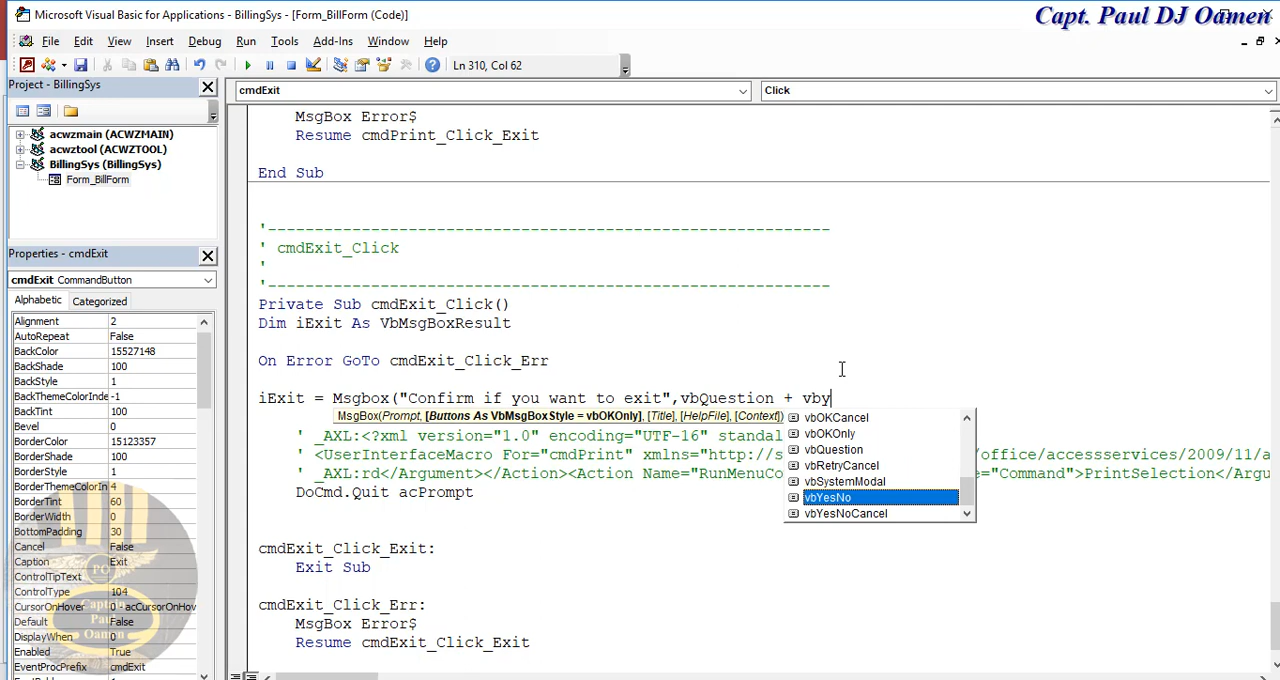 Microsoft Visual Basic for Applications - BillingSys - [Form_BillForm (Code)]
Capt. Paul DJ Oamen
File Edit View Insert Debug Run Tools Add-Ins Window Help
Ln 310, Col 62
Project - BillingSys
cmdExit
Click
acwzmain (ACWZMAIN)
acwztool (ACWZTOOL)
BillingSys (BillingSys)
Form_BillForm
Properties - cmdExit
cmdExit CommandButton
Alphabetic Categorized
Alignment 2
AutoRepeat False
BackColor 15527148
BackShade 100
BackStyle 1
BackThemeColorInde -1
BackTint 100
Bevel 0
BorderColor 15123357
BorderShade 100
BorderStyle 1
BorderThemeColorIn 4
BorderTint 60
BorderWidth 0
BottomPadding 30
Cancel False
Caption Exit
ControlTipText
ControlType 104
CursorOnHover 0 - acCursorOnHov
Default False
DisplayWhen 0
Enabled True
EventProcPrefix cmdExit
PO
Captain
Paul
Oamen
MsgBox Error$
Resume cmdPrint_Click_Exit
End Sub
'------------------------------------------------------------
' cmdExit_Click
'
'------------------------------------------------------------
Private Sub cmdExit_Click()
Dim iExit As VbMsgBoxResult
On Error GoTo cmdExit_Click_Err
iExit = Msgbox("Confirm if you want to exit",vbQuestion + vby
MsgBox(Prompt, [Buttons As VbMsgBoxStyle = vbOKOnly], [Title], [HelpFile], [Context])
vbOKCancel
vbOKOnly
vbQuestion
vbRetryCancel
vbSystemModal
vbYesNo
vbYesNoCancel
' _AXL:<?xml version="1.0" encoding="UTF-16" standal
' <UserInterfaceMacro For="cmdPrint" xmlns="http://s
/office/accessservices/2009/11/a
' _AXL:rd</Argument></Action><Action Name="RunMenuCo
e="Command">PrintSelection</Argu
DoCmd.Quit acPrompt
cmdExit_Click_Exit:
Exit Sub
cmdExit_Click_Err:
MsgBox Error$
Resume cmdExit_Click_Exit